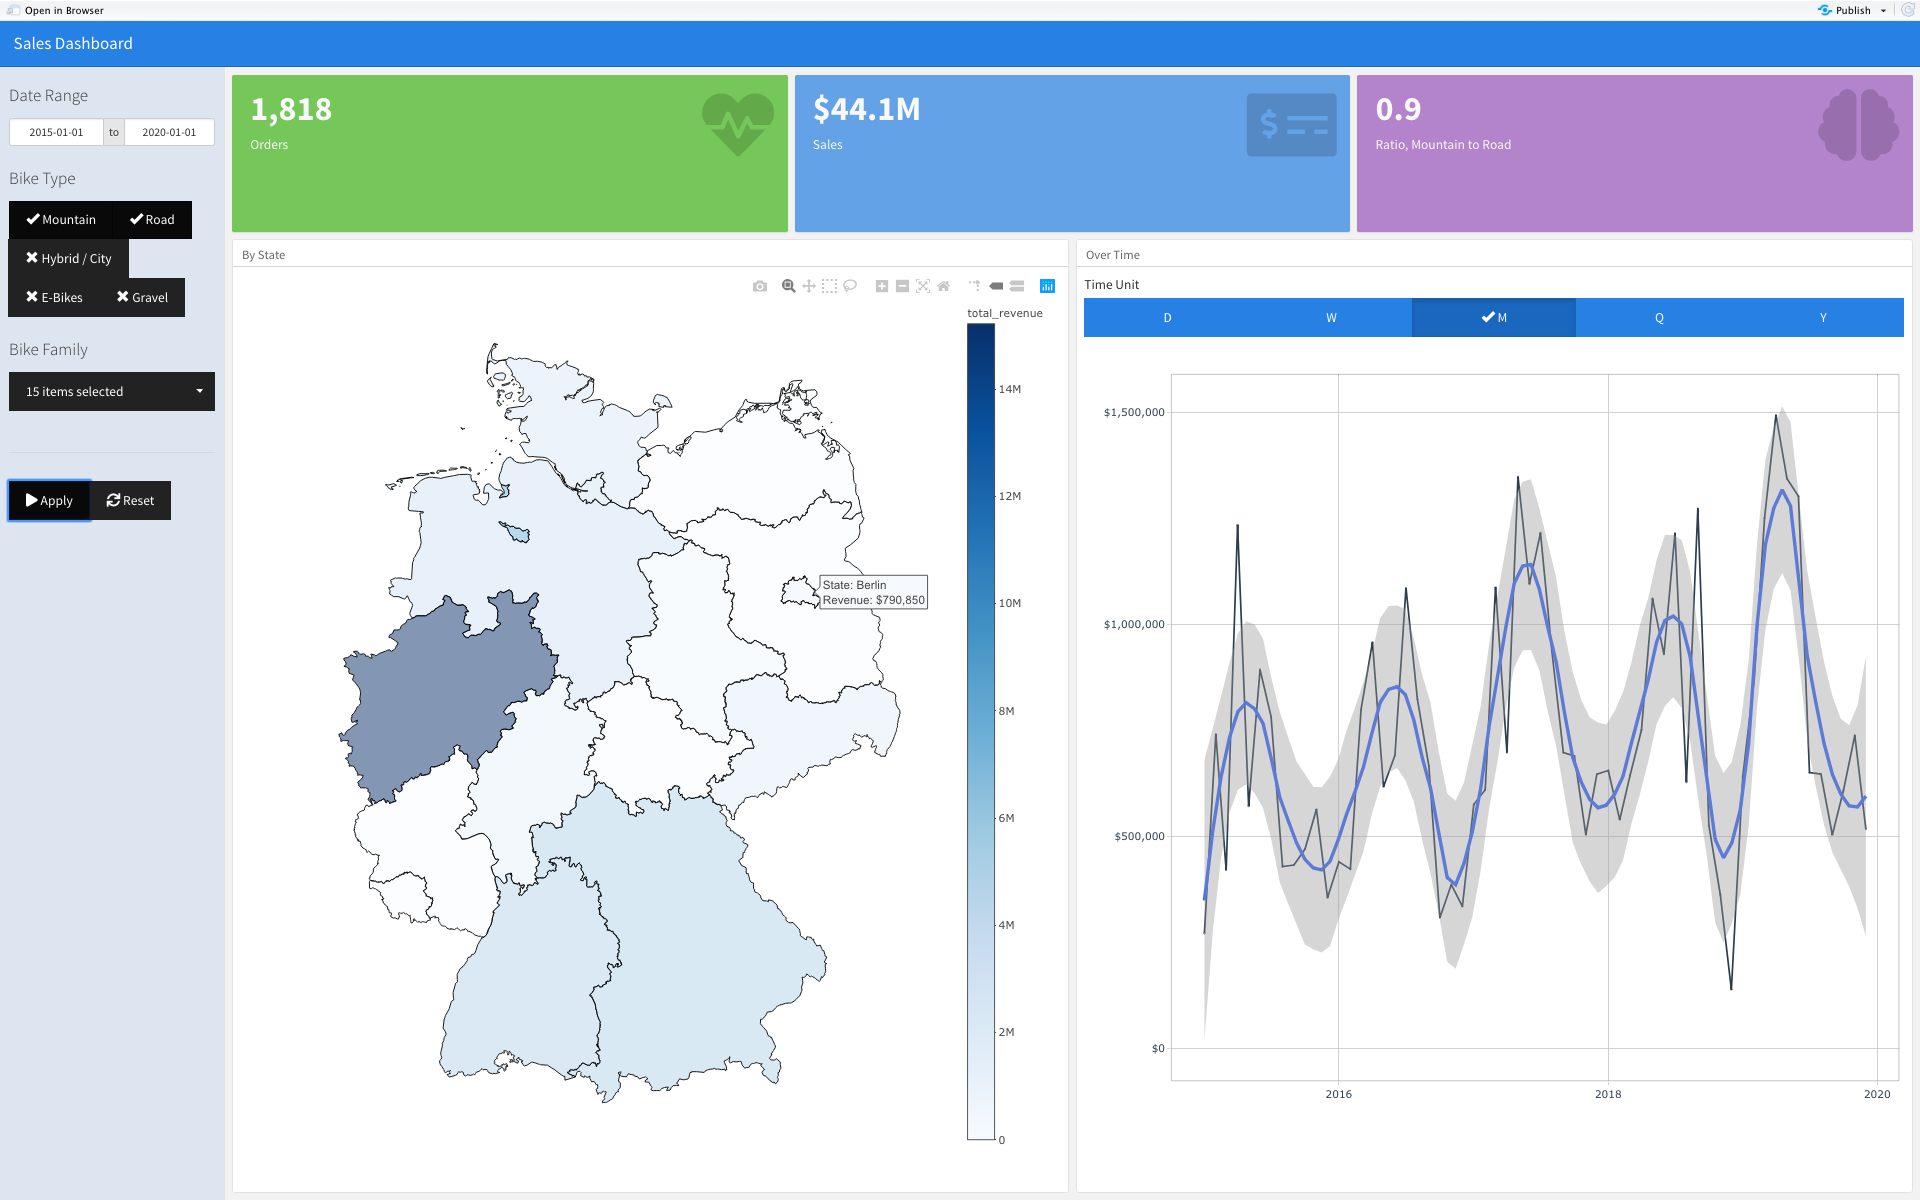 Open in Browser
Publish
Sales Dashboard
Date Range
2015-01-01 to 2020-01-01
Bike Type
Mountain Road
Hybrid / City
E-Bikes Gravel
Bike Family
15 items selected
Apply Reset
1,818
Orders
$44.1M
Sales
$
0.9
Ratio, Mountain to Road
By State
total_revenue
14M
12M
10M
8M
6M
4M
2M
0
State: Berlin
Revenue: $790,850
Over Time
Time Unit
D W M Q Y
$1,500,000
$1,000,000
$500,000
$0
2016 2018 2020